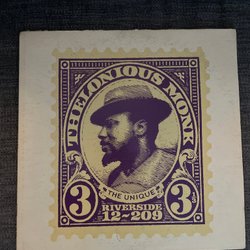 THELONIOUS MONK
THE UNIQUE
3 3
RIVERSIDE
12~209